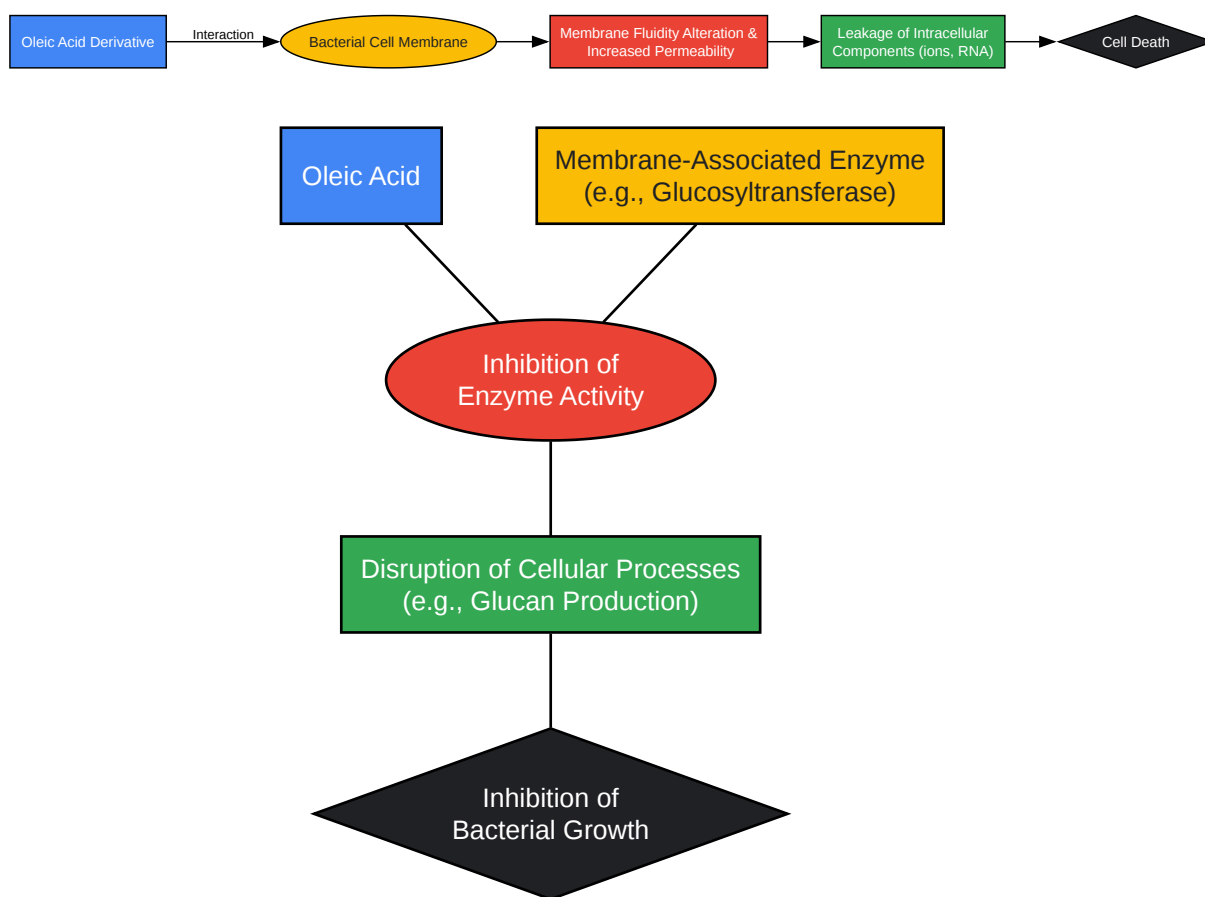 Oleic Acid Derivative
Interaction
Bacterial Cell Membrane
Membrane Fluidity Alteration &
Increased Permeability
Leakage of Intracellular
Components (ions, RNA)
Cell Death
Oleic Acid
Membrane-Associated Enzyme
(e.g., Glucosyltransferase)
Inhibition of
Enzyme Activity
Disruption of Cellular Processes
(e.g., Glucan Production)
Inhibition of
Bacterial Growth